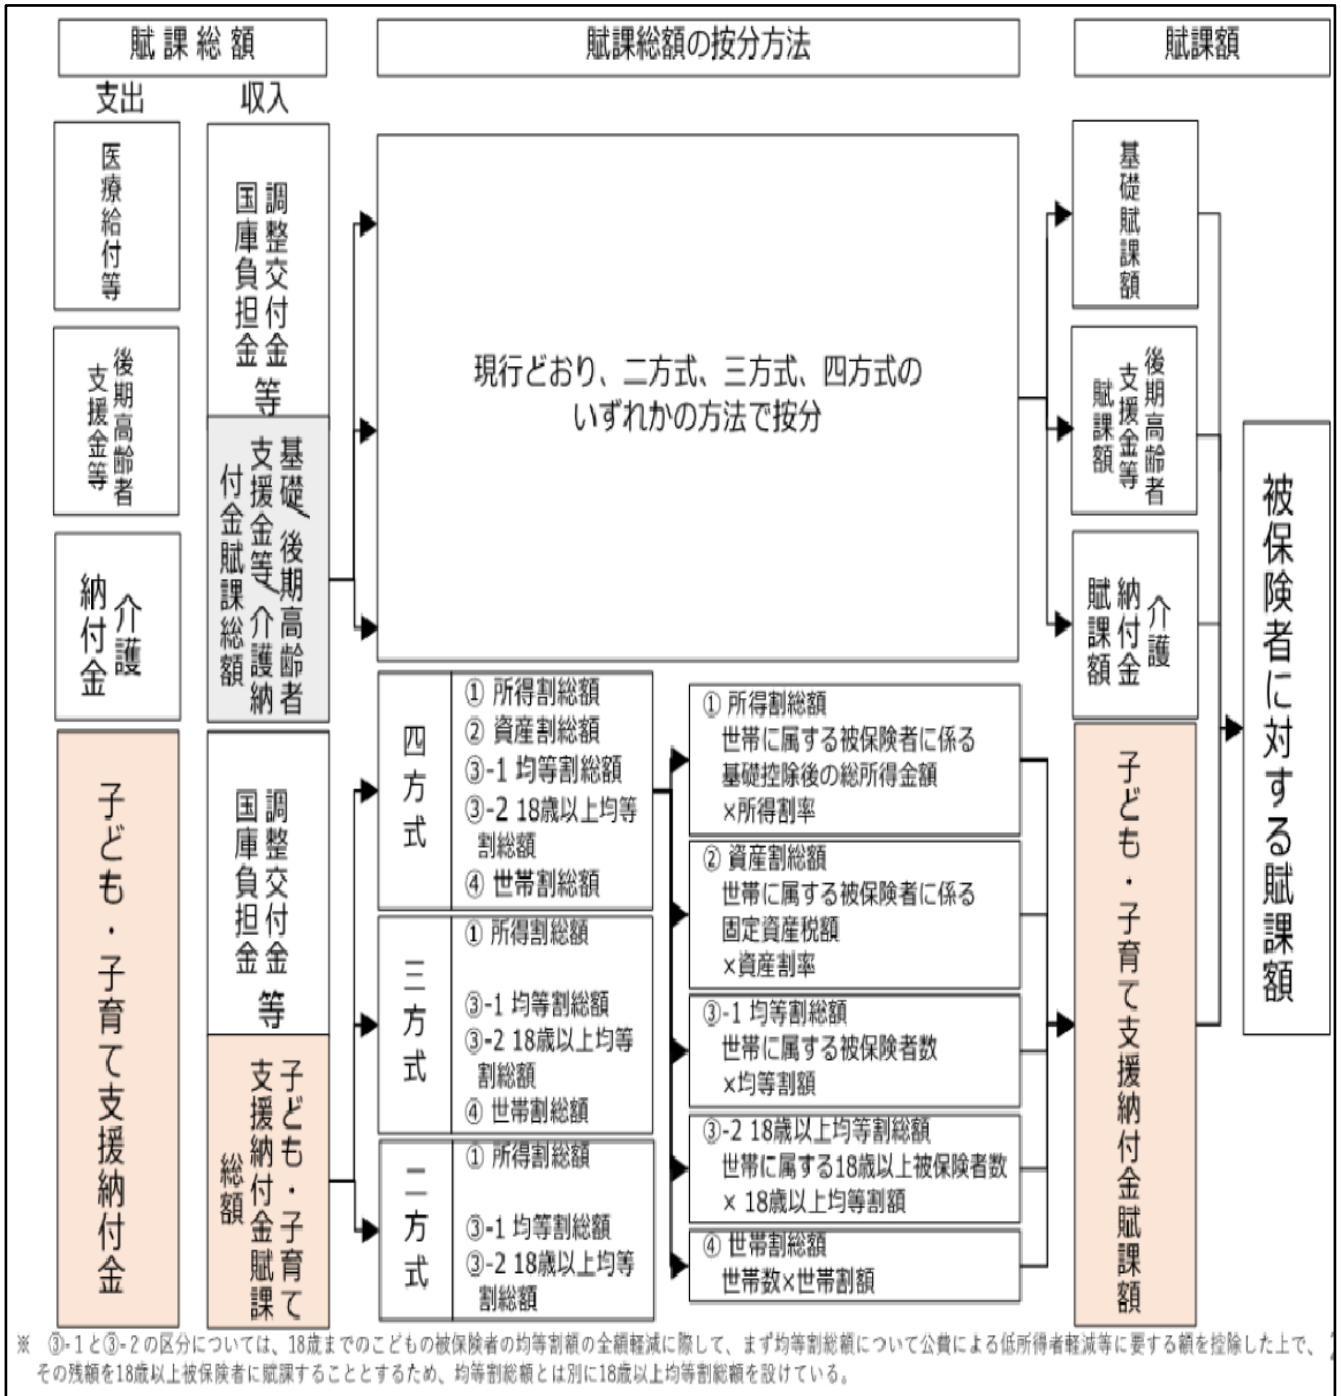 賦課総額
賦課総額の按分方法
賦課額
支出
収入
医療給付等
後期高齢者
支援金等
介護
納付金
子ども・子育て支援納付金
調整交付金
国庫負担金
等
基礎/後期高齢者
支援金等/介護納
付金賦課総額
調整交付金
国庫負担金
等
子ども・子育て
支援納付金賦課
総額
現行どおり、二方式、三方式、四方式の
いずれかの方法で按分
四方式
① 所得割総額
② 資産割総額
③-1 均等割総額
③-2 18歳以上均等
割総額
④ 世帯割総額
三方式
① 所得割総額
③-1 均等割総額
③-2 18歳以上均等
割総額
④ 世帯割総額
二方式
① 所得割総額
③-1 均等割総額
③-2 18歳以上均等
割総額
① 所得割総額
世帯に属する被保険者に係る
基礎控除後の総所得金額
×所得割率
② 資産割総額
世帯に属する被保険者に係る
固定資産税額
×資産割率
③-1 均等割総額
世帯に属する被保険者数
×均等割額
③-2 18歳以上均等割総額
世帯に属する18歳以上被保険者数
× 18歳以上均等割額
④ 世帯割総額
世帯数×世帯割額
基礎賦課額
後期高齢者
支援金等
賦課額
介護
納付金
賦課額
子ども・子育て支援納付金賦課額
被保険者に対する賦課額
※ ③-1と③-2の区分については、18歳までのこどもの被保険者の均等割額の全額軽減に際して、まず均等割総額について公費による低所得者軽減等に要する額を控除した上で、
その残額を18歳以上被保険者に賦課することとするため、均等割総額とは別に18歳以上均等割総額を設けている。